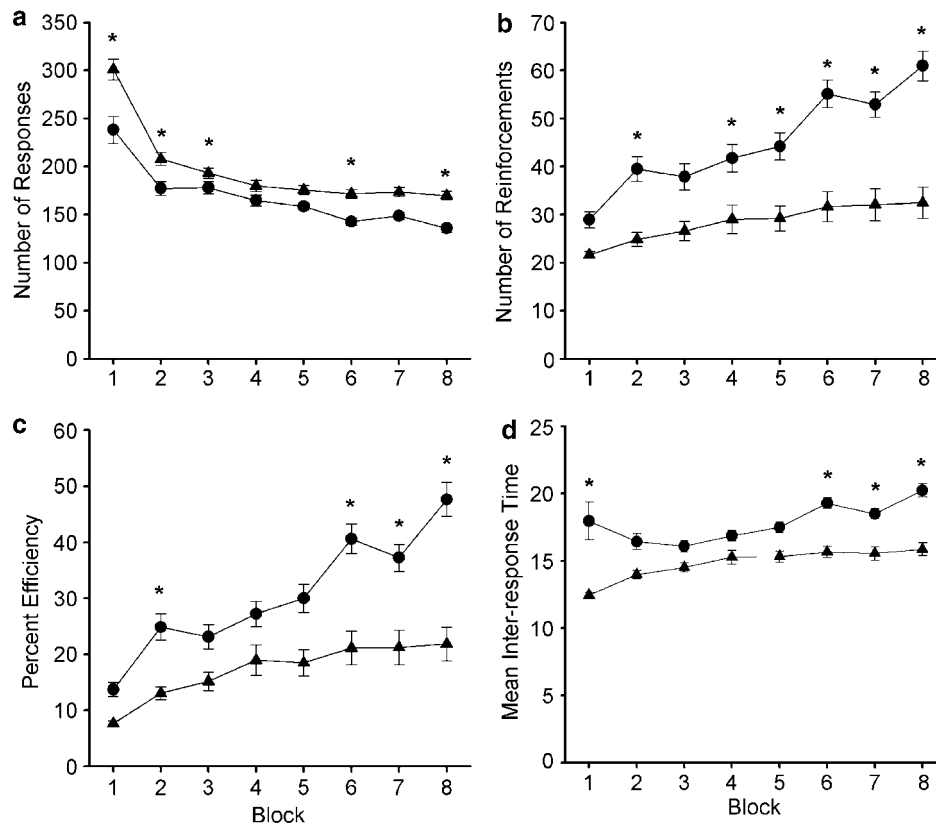 a
Number of Responses
350
300
250
200
150
100
50
0
* * * * *
1 2 3 4 5 6 7 8
b
Number of Reinforcements
70
60
50
40
30
20
10
0
* * * * * *
1 2 3 4 5 6 7 8
c
Percent Efficiency
60
50
40
30
20
10
0
* * * *
1 2 3 4 5 6 7 8
Block
d
Mean Inter-response Time
25
20
15
10
5
0
* * * *
1 2 3 4 5 6 7 8
Block